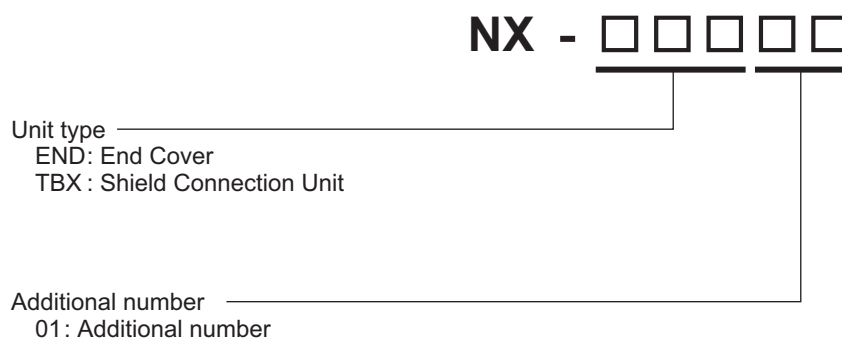 NX - □□□□□
Unit type
END: End Cover
TBX : Shield Connection Unit
Additional number
01: Additional number